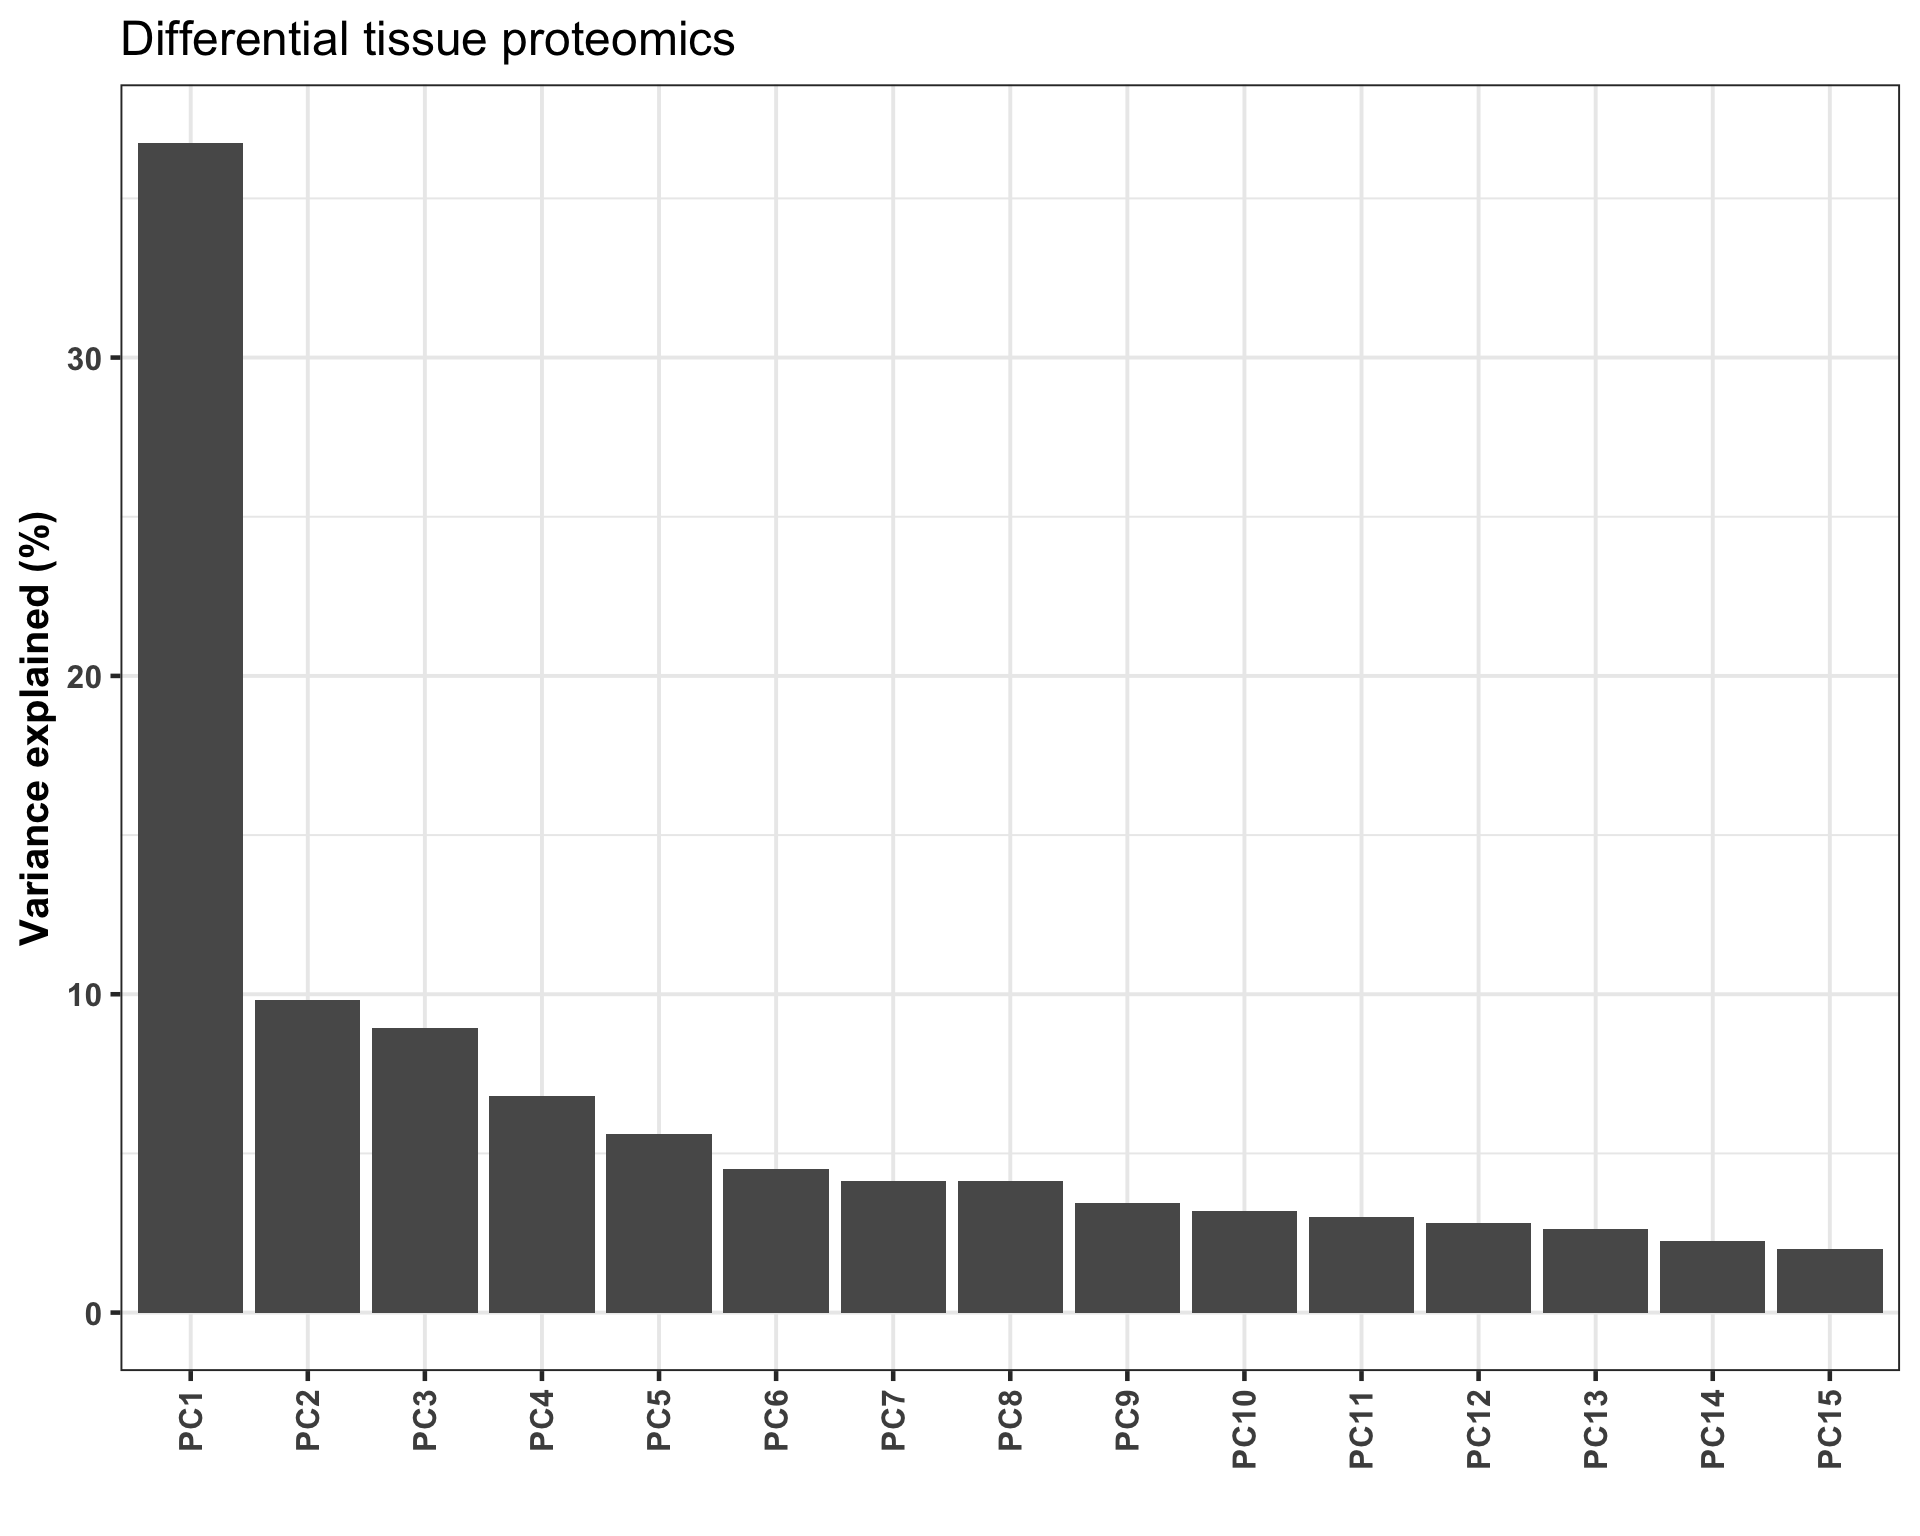 Differential tissue proteomics
Variance explained (%)
30
20
10
0
PC1
PC2
PC3
PC4
PC5
PC6
PC7
PC8
PC9
PC10
PC11
PC12
PC13
PC14
PC15